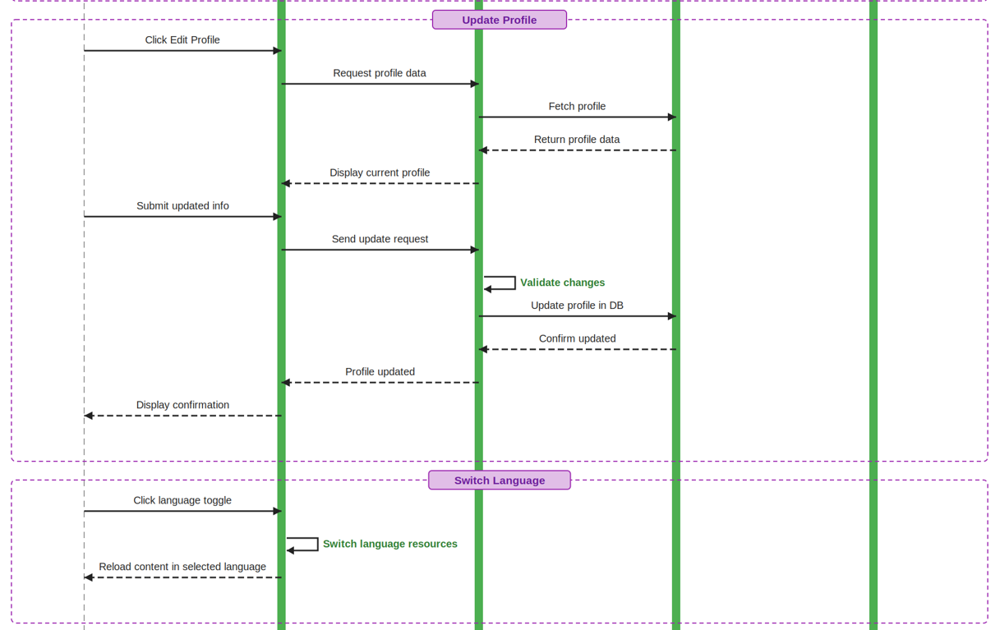 Update Profile
Click Edit Profile
Request profile data
Fetch profile
Return profile data
Display current profile
Submit updated info
Send update request
Validate changes
Update profile in DB
Confirm updated
Profile updated
Display confirmation
Switch Language
Click language toggle
Switch language resources
Reload content in selected language